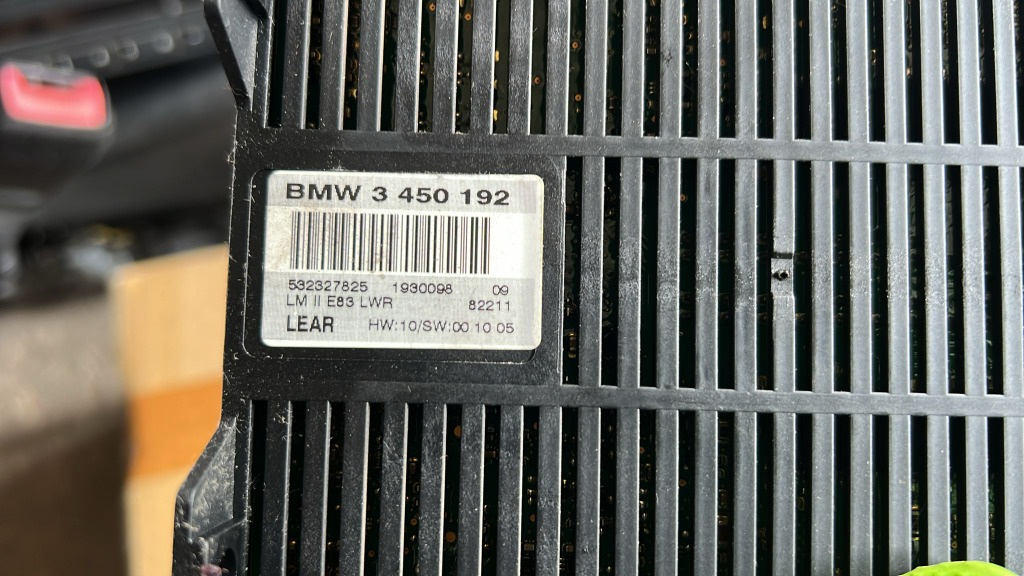 BMW 3 450 192
532327825 1930098 09
LM II E83 LWR 82211
LEAR HW:10/SW:00.10 05